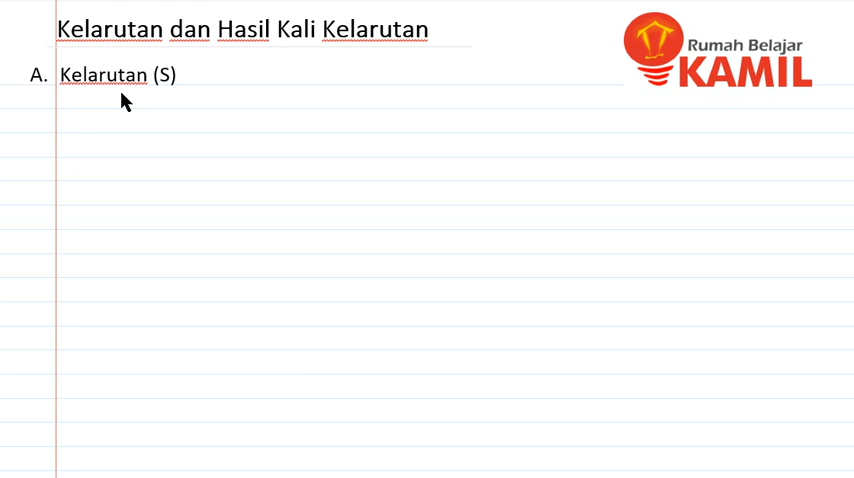 Kelarutan dan Hasil Kali Kelarutan
Rumah Belajar
KAMIL
A. Kelarutan (S)